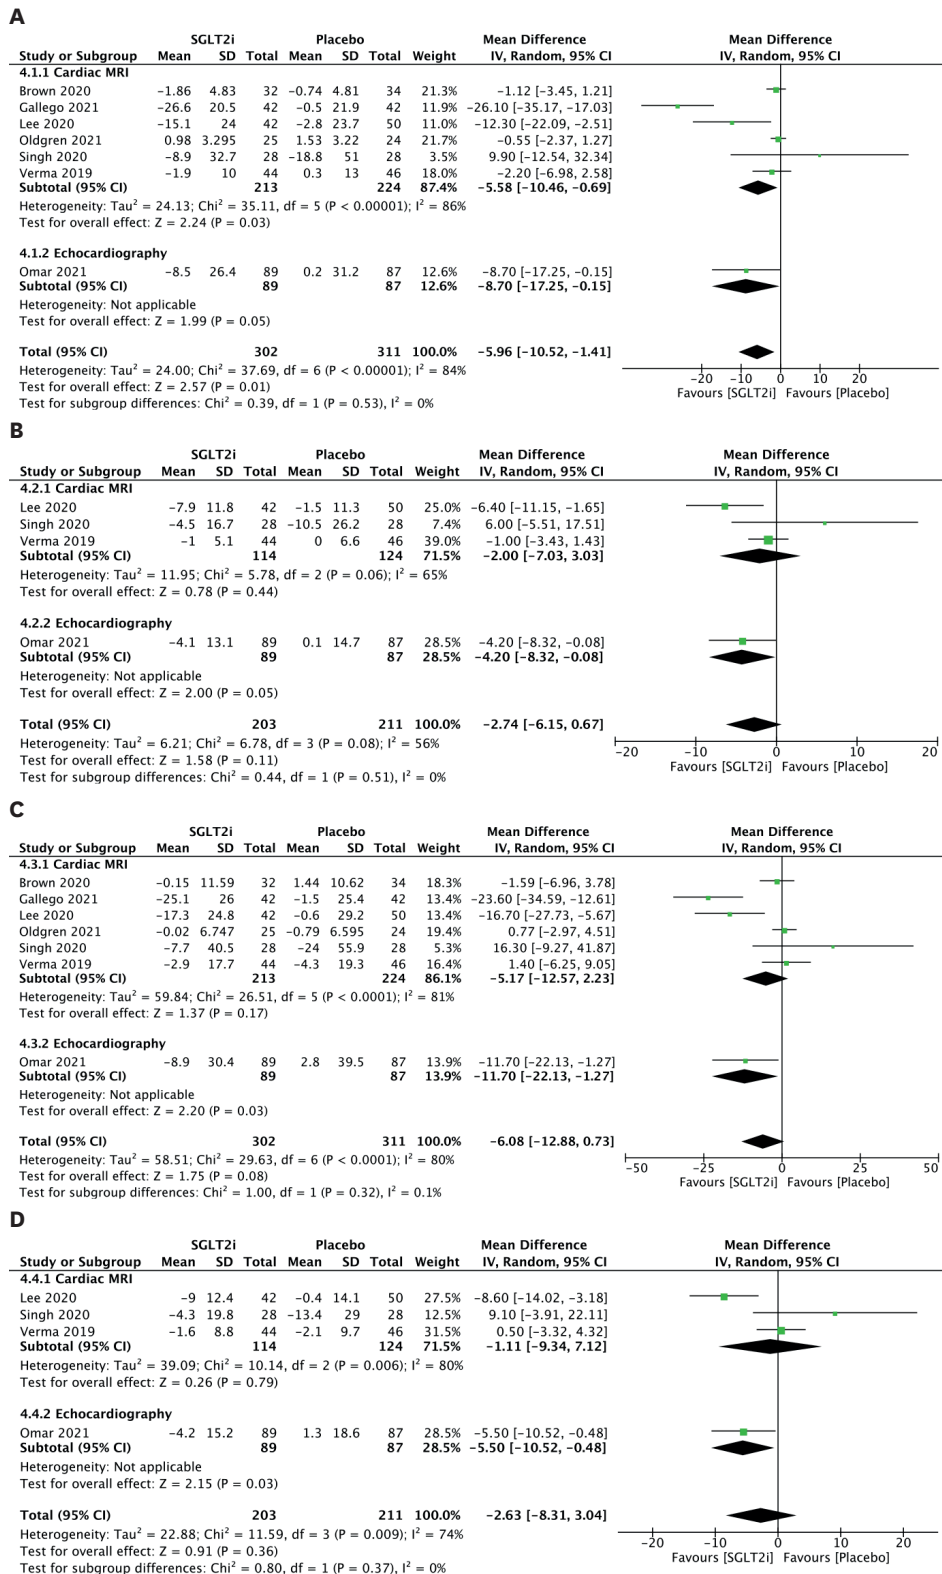 A
SGLT2i Placebo Mean Difference Mean Difference
Study or Subgroup Mean SD Total Mean SD Total Weight IV, Random, 95% CI IV, Random, 95% CI
4.1.1 Cardiac MRI
Brown 2020 −1.86 4.83 32 −0.74 4.81 34 21.3% −1.12 [−3.45, 1.21]
Gallego 2021 −26.6 20.5 42 −0.5 21.9 42 11.9% −26.10 [−35.17, −17.03]
Lee 2020 −15.1 24 42 −2.8 23.7 50 11.0% −12.30 [−22.09, −2.51]
Oldgren 2021 0.98 3.295 25 1.53 3.22 24 21.7% −0.55 [−2.37, 1.27]
Singh 2020 −8.9 32.7 28 −18.8 51 28 3.5% 9.90 [−12.54, 32.34]
Verma 2019 −1.9 10 44 0.3 13 46 18.0% −2.20 [−6.98, 2.58]
Subtotal (95% CI) 213 224 87.4% −5.58 [−10.46, −0.69]
Heterogeneity: Tau² = 24.13; Chi² = 35.11, df = 5 (P < 0.00001); I² = 86%
Test for overall effect: Z = 2.24 (P = 0.03)
4.1.2 Echocardiography
Omar 2021 −8.5 26.4 89 0.2 31.2 87 12.6% −8.70 [−17.25, −0.15]
Subtotal (95% CI) 89 87 12.6% −8.70 [−17.25, −0.15]
Heterogeneity: Not applicable
Test for overall effect: Z = 1.99 (P = 0.05)
Total (95% CI) 302 311 100.0% −5.96 [−10.52, −1.41]
Heterogeneity: Tau² = 24.00; Chi² = 37.69, df = 6 (P < 0.00001); I² = 84%
Test for overall effect: Z = 2.57 (P = 0.01)
Test for subgroup differences: Chi² = 0.39, df = 1 (P = 0.53), I² = 0%
−20 −10 0 10 20
Favours [SGLT2i] Favours [Placebo]
B
SGLT2i Placebo Mean Difference Mean Difference
Study or Subgroup Mean SD Total Mean SD Total Weight IV, Random, 95% CI IV, Random, 95% CI
4.2.1 Cardiac MRI
Lee 2020 −7.9 11.8 42 −1.5 11.3 50 25.0% −6.40 [−11.15, −1.65]
Singh 2020 −4.5 16.7 28 −10.5 26.2 28 7.4% 6.00 [−5.51, 17.51]
Verma 2019 −1 5.1 44 0 6.6 46 39.0% −1.00 [−3.43, 1.43]
Subtotal (95% CI) 114 124 71.5% −2.00 [−7.03, 3.03]
Heterogeneity: Tau² = 11.95; Chi² = 5.78, df = 2 (P = 0.06); I² = 65%
Test for overall effect: Z = 0.78 (P = 0.44)
4.2.2 Echocardiography
Omar 2021 −4.1 13.1 89 0.1 14.7 87 28.5% −4.20 [−8.32, −0.08]
Subtotal (95% CI) 89 87 28.5% −4.20 [−8.32, −0.08]
Heterogeneity: Not applicable
Test for overall effect: Z = 2.00 (P = 0.05)
Total (95% CI) 203 211 100.0% −2.74 [−6.15, 0.67]
Heterogeneity: Tau² = 6.21; Chi² = 6.78, df = 3 (P = 0.08); I² = 56%
Test for overall effect: Z = 1.58 (P = 0.11)
Test for subgroup differences: Chi² = 0.44, df = 1 (P = 0.51), I² = 0%
−20 −10 0 10 20
Favours [SGLT2i] Favours [Placebo]
C
SGLT2i Placebo Mean Difference Mean Difference
Study or Subgroup Mean SD Total Mean SD Total Weight IV, Random, 95% CI IV, Random, 95% CI
4.3.1 Cardiac MRI
Brown 2020 −0.15 11.59 32 1.44 10.62 34 18.3% −1.59 [−6.96, 3.78]
Gallego 2021 −25.1 26 42 −1.5 25.4 42 13.4% −23.60 [−34.59, −12.61]
Lee 2020 −17.3 24.8 42 −0.6 29.2 50 13.4% −16.70 [−27.73, −5.67]
Oldgren 2021 −0.02 6.747 25 −0.79 6.595 24 19.4% 0.77 [−2.97, 4.51]
Singh 2020 −7.7 40.5 28 −24 55.9 28 5.3% 16.30 [−9.27, 41.87]
Verma 2019 −2.9 17.7 44 −4.3 19.3 46 16.4% 1.40 [−6.25, 9.05]
Subtotal (95% CI) 213 224 86.1% −5.17 [−12.57, 2.23]
Heterogeneity: Tau² = 59.84; Chi² = 26.51, df = 5 (P < 0.0001); I² = 81%
Test for overall effect: Z = 1.37 (P = 0.17)
4.3.2 Echocardiography
Omar 2021 −8.9 30.4 89 2.8 39.5 87 13.9% −11.70 [−22.13, −1.27]
Subtotal (95% CI) 89 87 13.9% −11.70 [−22.13, −1.27]
Heterogeneity: Not applicable
Test for overall effect: Z = 2.20 (P = 0.03)
Total (95% CI) 302 311 100.0% −6.08 [−12.88, 0.73]
Heterogeneity: Tau² = 58.51; Chi² = 29.63, df = 6 (P < 0.0001); I² = 80%
Test for overall effect: Z = 1.75 (P = 0.08)
Test for subgroup differences: Chi² = 1.00, df = 1 (P = 0.32), I² = 0.1%
−50 −25 0 25 50
Favours [SGLT2i] Favours [Placebo]
D
SGLT2i Placebo Mean Difference Mean Difference
Study or Subgroup Mean SD Total Mean SD Total Weight IV, Random, 95% CI IV, Random, 95% CI
4.4.1 Cardiac MRI
Lee 2020 −9 12.4 42 −0.4 14.1 50 27.5% −8.60 [−14.02, −3.18]
Singh 2020 −4.3 19.8 28 −13.4 29 28 12.5% 9.10 [−3.91, 22.11]
Verma 2019 −1.6 8.8 44 −2.1 9.7 46 31.5% 0.50 [−3.32, 4.32]
Subtotal (95% CI) 114 124 71.5% −1.11 [−9.34, 7.12]
Heterogeneity: Tau² = 39.09; Chi² = 10.14, df = 2 (P = 0.006); I² = 80%
Test for overall effect: Z = 0.26 (P = 0.79)
4.4.2 Echocardiography
Omar 2021 −4.2 15.2 89 1.3 18.6 87 28.5% −5.50 [−10.52, −0.48]
Subtotal (95% CI) 89 87 28.5% −5.50 [−10.52, −0.48]
Heterogeneity: Not applicable
Test for overall effect: Z = 2.15 (P = 0.03)
Total (95% CI) 203 211 100.0% −2.63 [−8.31, 3.04]
Heterogeneity: Tau² = 22.88; Chi² = 11.59, df = 3 (P = 0.009); I² = 74%
Test for overall effect: Z = 0.91 (P = 0.36)
Test for subgroup differences: Chi² = 0.80, df = 1 (P = 0.37), I² = 0%
−20 −10 0 10 20
Favours [SGLT2i] Favours [Placebo]